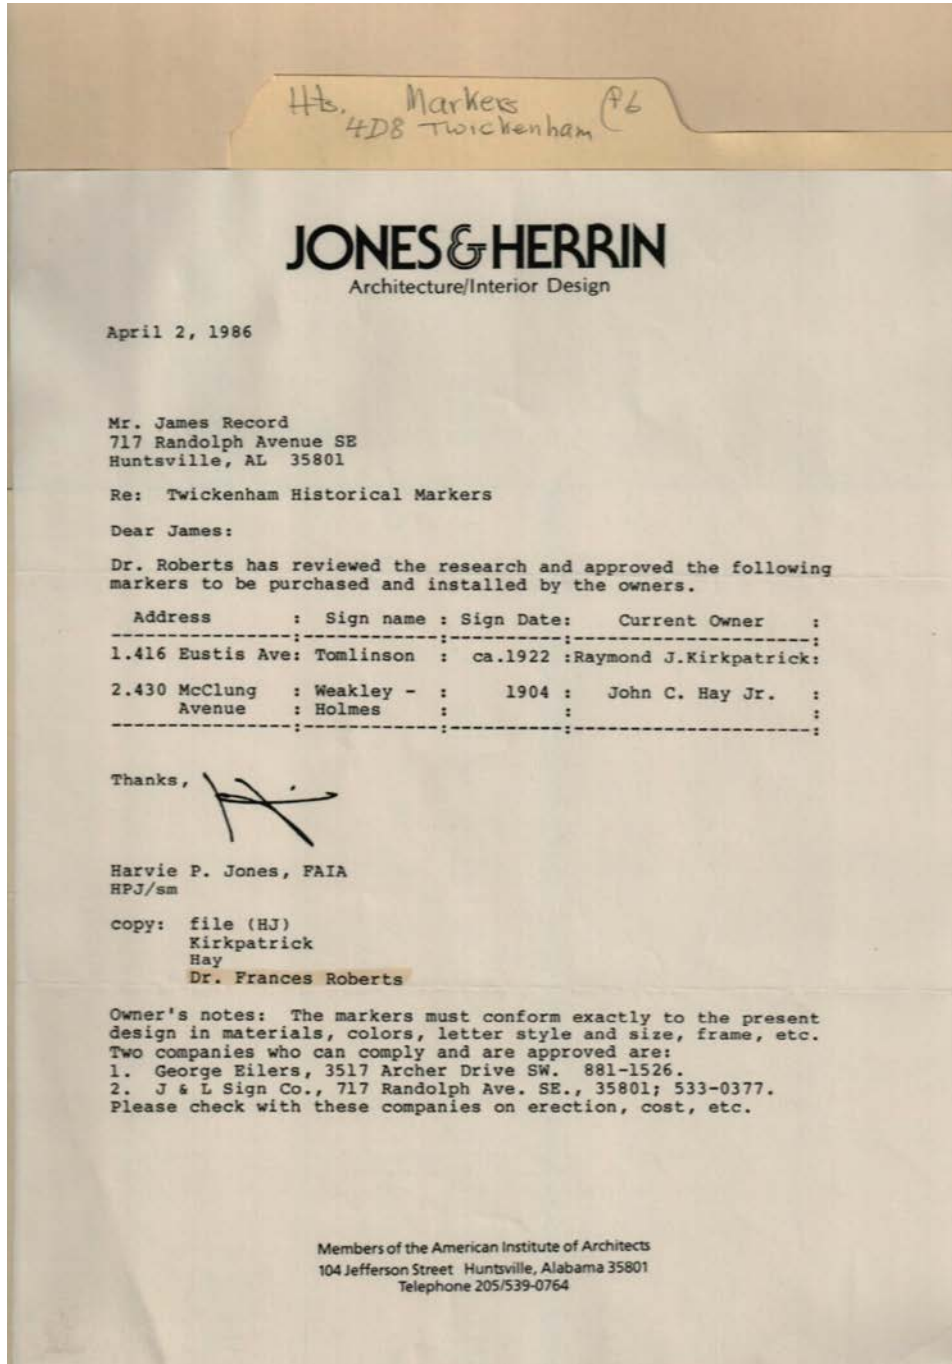 Hts. Markers P6
4D8 Twickenham
JONES & HERRIN
Architecture/Interior Design
April 2, 1986
Mr. James Record
717 Randolph Avenue SE
Huntsville, AL 35801
Re: Twickenham Historical Markers
Dear James:
Dr. Roberts has reviewed the research and approved the following
markers to be purchased and installed by the owners.
Address : Sign name : Sign Date: Current Owner :
----------------:------------:----------:---------------------:
1.416 Eustis Ave: Tomlinson : ca.1922 :Raymond J.Kirkpatrick:
2.430 McClung : Weakley - : 1904 : John C. Hay Jr. :
Avenue : Holmes : : :
----------------:------------:----------:---------------------:
Thanks,
Harvie P. Jones, FAIA
HPJ/sm
copy: file (HJ)
Kirkpatrick
Hay
Dr. Frances Roberts
Owner's notes: The markers must conform exactly to the present
design in materials, colors, letter style and size, frame, etc.
Two companies who can comply and are approved are:
1. George Eilers, 3517 Archer Drive SW. 881-1526.
2. J & L Sign Co., 717 Randolph Ave. SE., 35801; 533-0377.
Please check with these companies on erection, cost, etc.
Members of the American Institute of Architects
104 Jefferson Street Huntsville, Alabama 35801
Telephone 205/539-0764